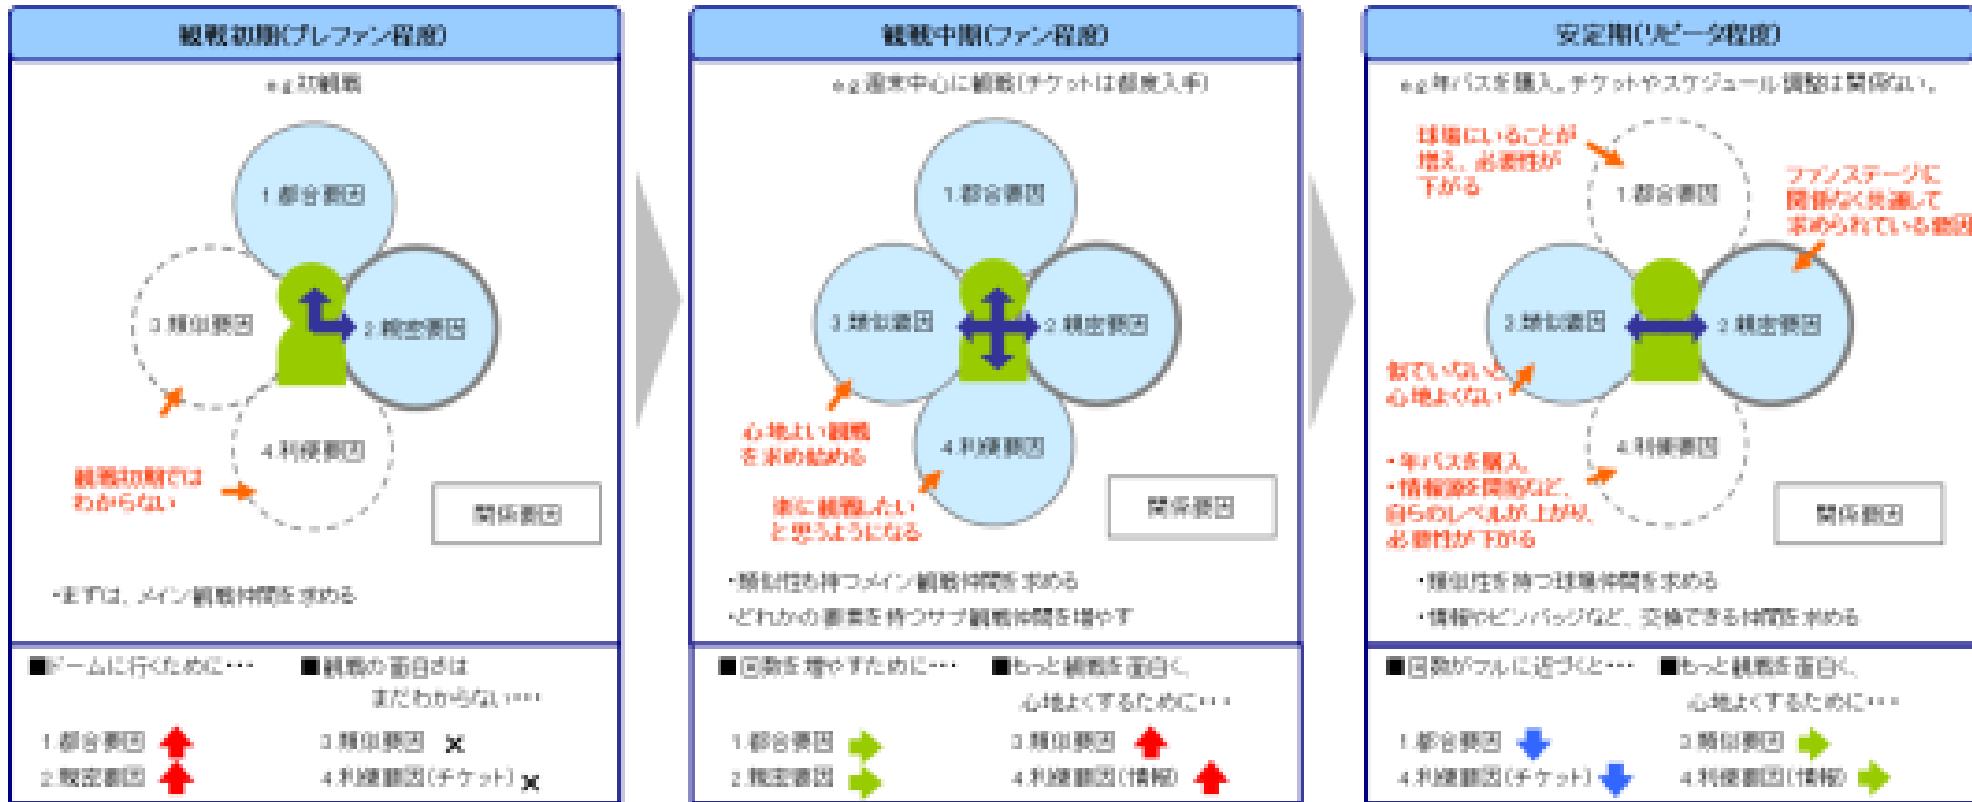 観戦初期(プレファン程度)
e.g.初観戦
1.都合要因
3.類似要因
2.親密要因
4.利便要因
観戦初期では
わからない
関係要因
・まずは、メイン観戦仲間を求める
■ドームに行くために・・・
1.都合要因
2.親密要因
■観戦の面白さは
まだわからない・・・
3.類似要因 ×
4.利便要因(チケット) ×
観戦中期(ファン程度)
e.g.週末中心に観戦(チケットは都度入手)
1.都合要因
3.類似要因
2.親密要因
4.利便要因
心地よい観戦
を求め始める
楽に観戦したい
と思うようになる
関係要因
・類似性も持つメイン観戦仲間を求める
・どれかの要素を持つサブ観戦仲間を増やす
■回数を増やすために・・・
1.都合要因
2.親密要因
■もっと観戦を面白く、
心地よくするために・・・
3.類似要因
4.利便要因(情報)
安定期(リピータ程度)
e.g.年パスを購入。チケットやスケジュール調整は関係ない。
球場にいることが
増え、必要性が
下がる
1.都合要因
ファンステージに
関係なく共通して
求められている要因
3.類似要因
2.親密要因
似ていないと
心地よくない
4.利便要因
・年パスを購入。
・情報源を開拓など、
自らのレベルが上がり、
必要性が下がる
関係要因
・類似性を持つ球場仲間を求める
・情報やピンバッジなど、交換できる仲間を求める
■回数がフルに近づくと・・・
1.都合要因
4.利便要因(チケット)
■もっと観戦を面白く、
心地よくするために・・・
3.類似要因
4.利便要因(情報)